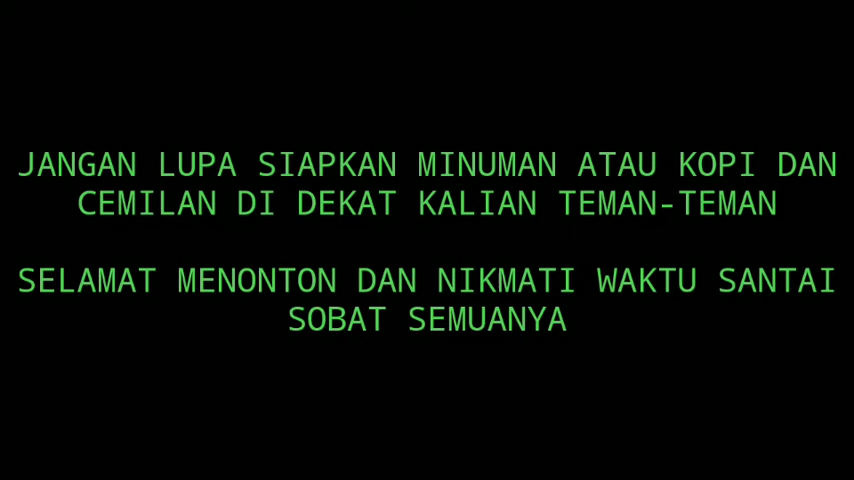 JANGAN LUPA SIAPKAN MINUMAN ATAU KOPI DAN
CEMILAN DI DEKAT KALIAN TEMAN-TEMAN
SELAMAT MENONTON DAN NIKMATI WAKTU SANTAI
SOBAT SEMUANYA